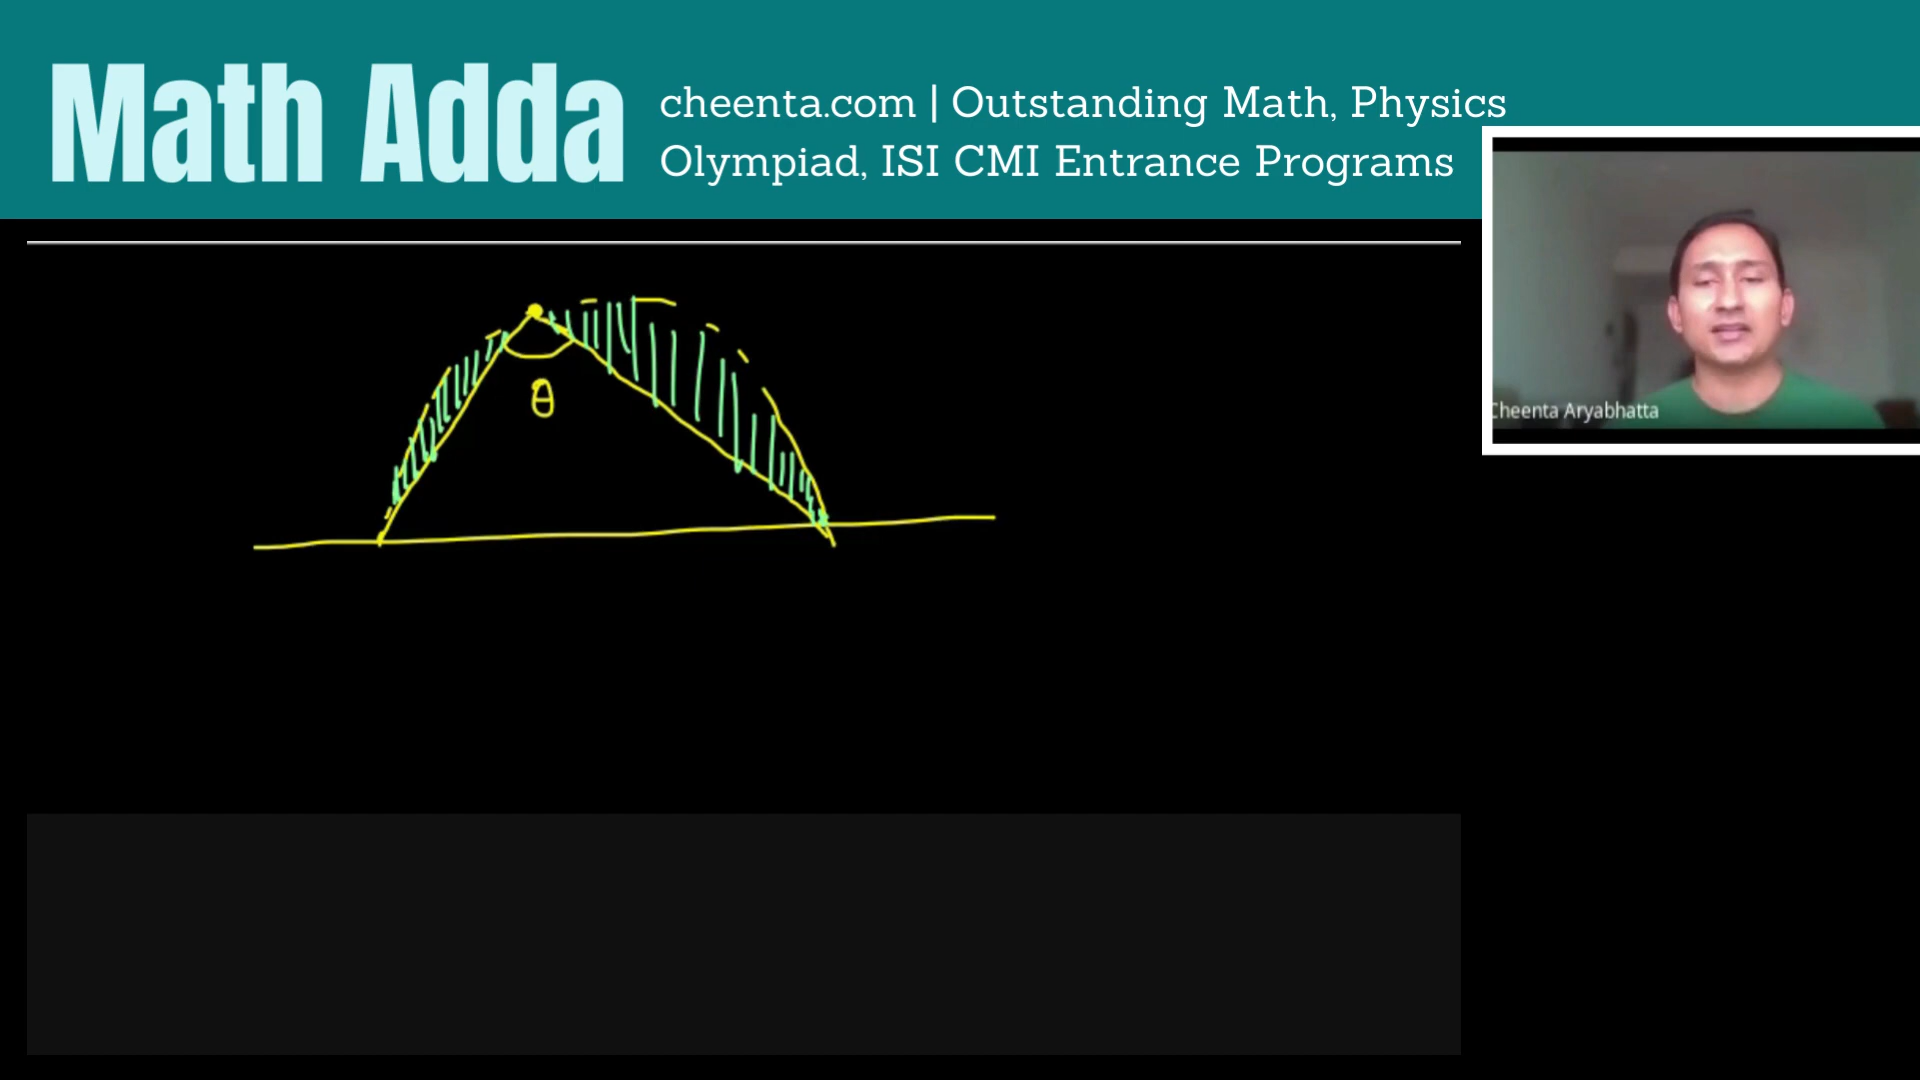 Math Adda
cheenta.com | Outstanding Math, Physics
Olympiad, ISI CMI Entrance Programs
θ
Cheenta Aryabhatta